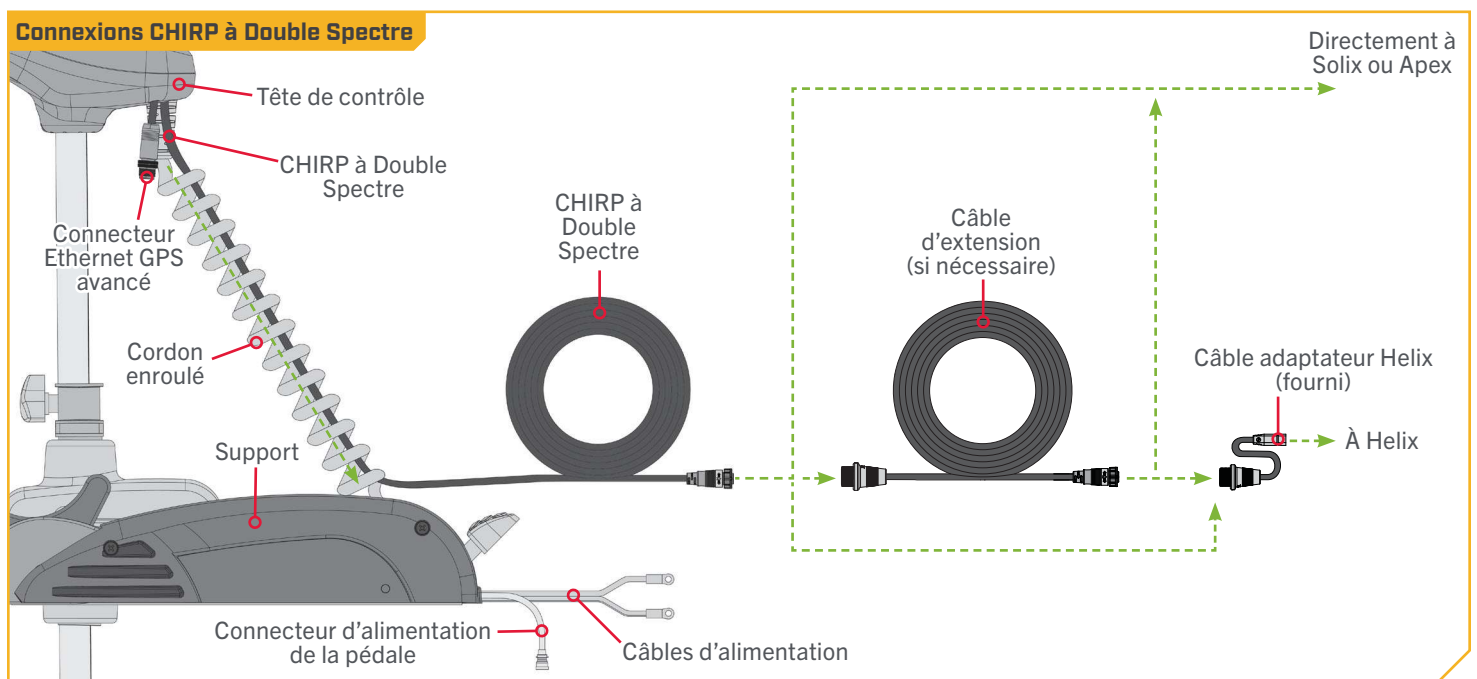 Connexions CHIRP à Double Spectre
Directement à
Solix ou Apex
Tête de contrôle
CHIRP à Double
Spectre
CHIRP à
Double
Spectre
Câble
d'extension
(si nécessaire)
Connecteur
Ethernet GPS
avancé
Cordon
enroulé
Câble adaptateur Helix
(fourni)
À Helix
Support
Connecteur d'alimentation
de la pédale
Câbles d'alimentation